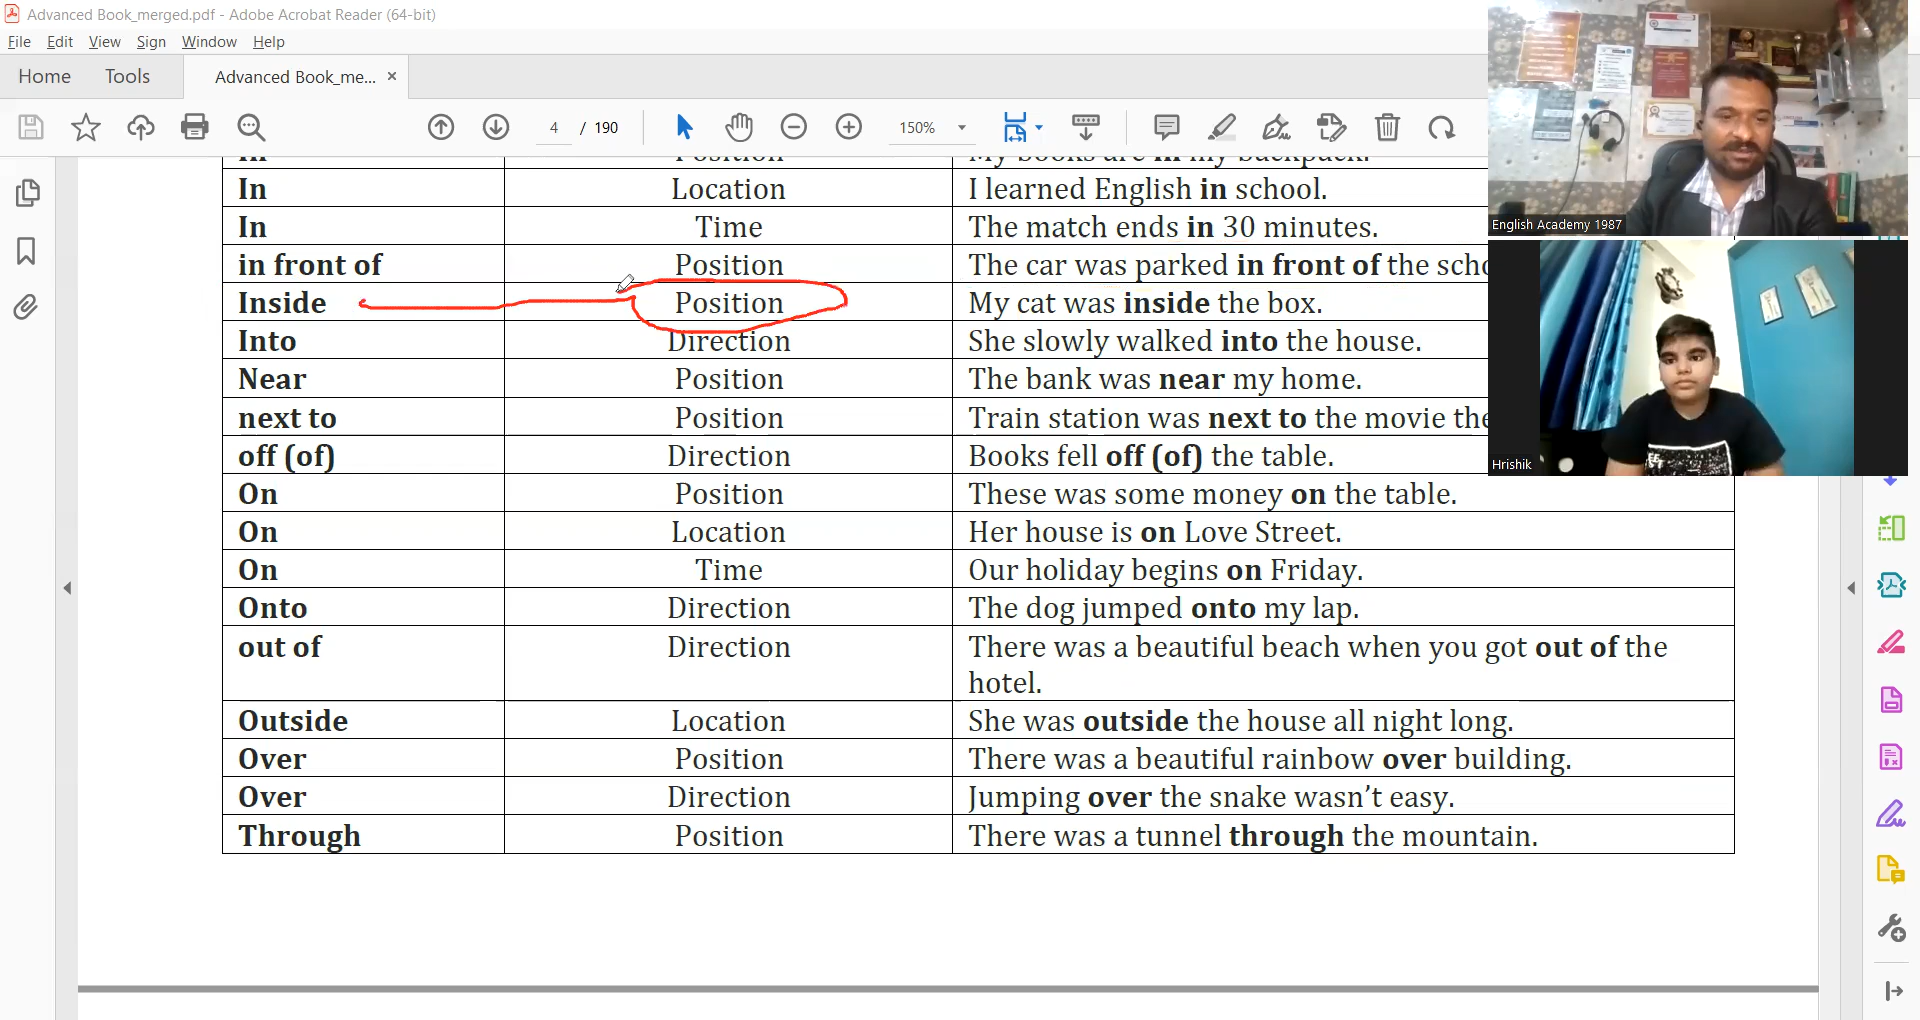 Advanced Book_merged.pdf - Adobe Acrobat Reader (64-bit)
File Edit View Sign Window Help
Home Tools Advanced Book_me... ×
4 / 190 150%
English Academy 1987
Hrishik
In Position My books are in my backpack.
In Location I learned English in school.
In Time The match ends in 30 minutes.
in front of Position The car was parked in front of the scho
Inside Position My cat was inside the box.
Into Direction She slowly walked into the house.
Near Position The bank was near my home.
next to Position Train station was next to the movie the
off (of) Direction Books fell off (of) the table.
On Position These was some money on the table.
On Location Her house is on Love Street.
On Time Our holiday begins on Friday.
Onto Direction The dog jumped onto my lap.
out of Direction There was a beautiful beach when you got out of the
hotel.
Outside Location She was outside the house all night long.
Over Position There was a beautiful rainbow over building.
Over Direction Jumping over the snake wasn't easy.
Through Position There was a tunnel through the mountain.